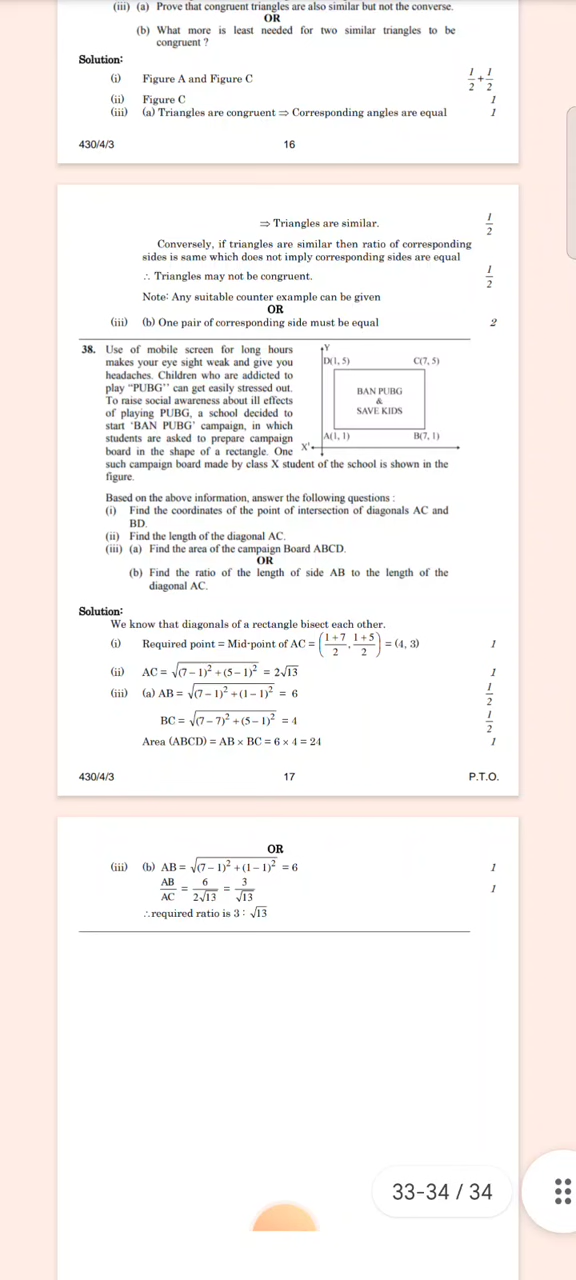 (iii) (a) Prove that congruent triangles are also similar but not the converse.
OR
(b) What more is least needed for two similar triangles to be
congruent ?
Solution:
(i) Figure A and Figure C 1/2+1/2
(ii) Figure C 1
(iii) (a) Triangles are congruent ⇒ Corresponding angles are equal 1
430/4/3 16
⇒ Triangles are similar. 1/2
Conversely, if triangles are similar then ratio of corresponding
sides is same which does not imply corresponding sides are equal
∴ Triangles may not be congruent. 1/2
Note: Any suitable counter example can be given
OR
(iii) (b) One pair of corresponding side must be equal 2
38. Use of mobile screen for long hours
makes your eye sight weak and give you
headaches. Children who are addicted to
play “PUBG” can get easily stressed out.
To raise social awareness about ill effects
of playing PUBG, a school decided to
start ‘BAN PUBG’ campaign, in which
students are asked to prepare campaign
board in the shape of a rectangle. One
such campaign board made by class X student of the school is shown in the
figure.
Y
D(1, 5) C(7, 5)
BAN PUBG
&
SAVE KIDS
A(1, 1) B(7, 1)
X'
Based on the above information, answer the following questions :
(i) Find the coordinates of the point of intersection of diagonals AC and
BD.
(ii) Find the length of the diagonal AC.
(iii) (a) Find the area of the campaign Board ABCD.
OR
(b) Find the ratio of the length of side AB to the length of the
diagonal AC.
Solution:
We know that diagonals of a rectangle bisect each other.
(i) Required point = Mid-point of AC = ((1+7)/2, (1+5)/2) = (4, 3) 1
(ii) AC = √((7 – 1)² + (5 – 1)²) = 2√13 1
(iii) (a) AB = √((7 – 1)² + (1 – 1)²) = 6 1/2
BC = √((7 – 7)² + (5 – 1)²) = 4 1/2
Area (ABCD) = AB × BC = 6 × 4 = 24 1
430/4/3 17 P.T.O.
OR
(iii) (b) AB = √((7 – 1)² + (1 – 1)²) = 6 1
AB/AC = 6/2√13 = 3/√13 1
∴required ratio is 3 : √13
33-34 / 34